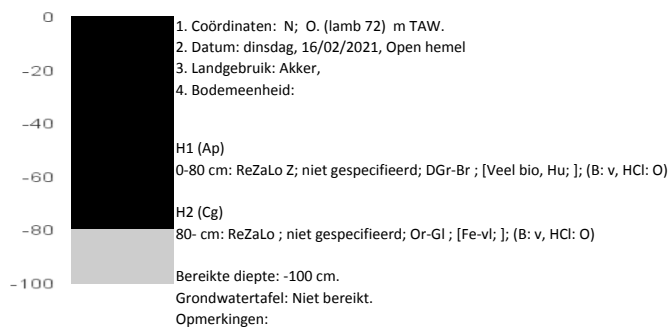 0
-20
-40
-60
-80
-100
1. Coördinaten: N; O. (lamb 72) m TAW.
2. Datum: dinsdag, 16/02/2021, Open hemel
3. Landgebruik: Akker,
4. Bodemeenheid:
H1 (Ap)
0-80 cm: ReZaLo Z; niet gespecifieerd; DGr-Br ; [Veel bio, Hu; ]; (B: v, HCl: O)
H2 (Cg)
80- cm: ReZaLo ; niet gespecifieerd; Or-Gl ; [Fe-vl; ]; (B: v, HCl: O)
Bereikte diepte: -100 cm.
Grondwatertafel: Niet bereikt.
Opmerkingen: